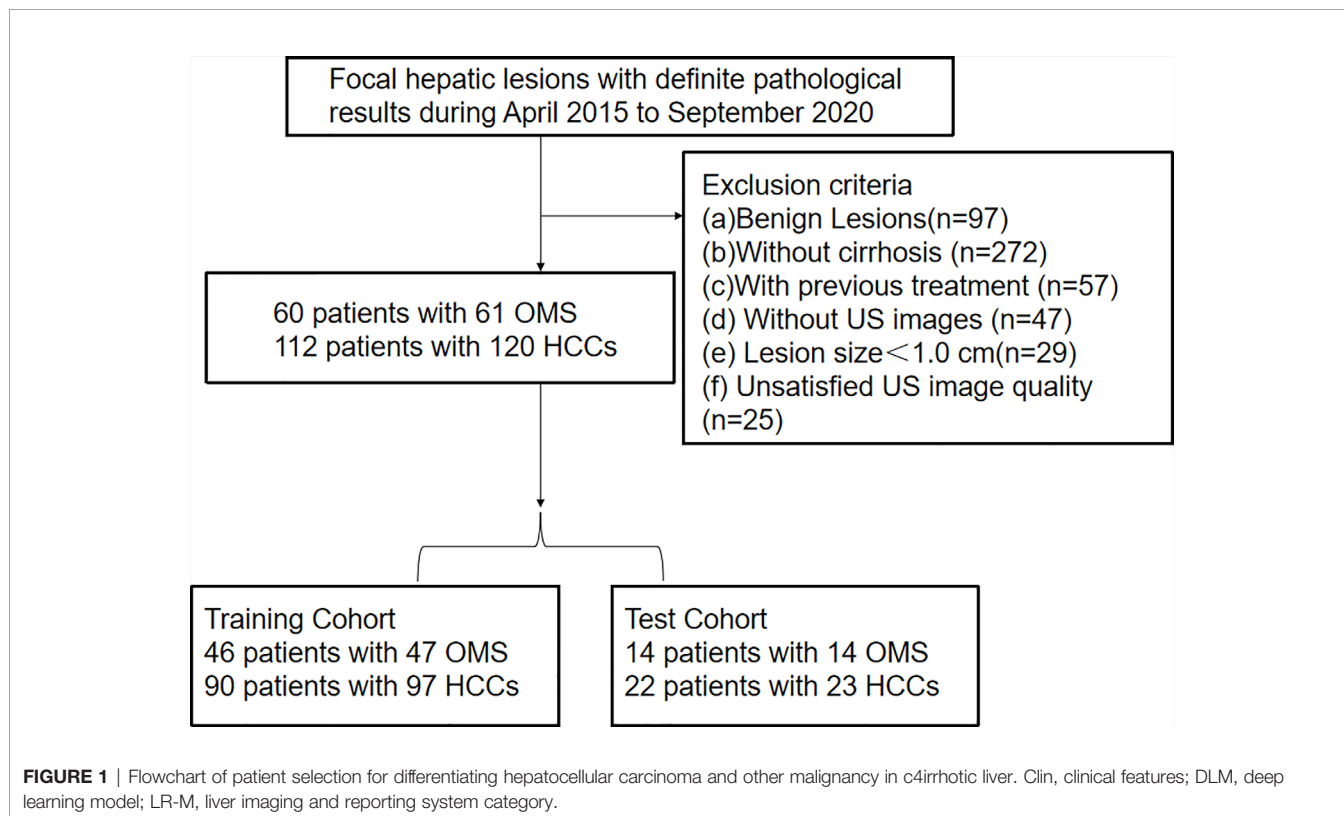 Focal hepatic lesions with definite pathological
results during April 2015 to September 2020
Exclusion criteria
(a)Benign Lesions(n=97)
(b)Without cirrhosis (n=272)
(c)With previous treatment (n=57)
(d) Without US images (n=47)
(e) Lesion size<1.0 cm(n=29)
(f) Unsatisfied US image quality
(n=25)
60 patients with 61 OMS
112 patients with 120 HCCs
Training Cohort
46 patients with 47 OMS
90 patients with 97 HCCs
Test Cohort
14 patients with 14 OMS
22 patients with 23 HCCs
FIGURE 1 | Flowchart of patient selection for differentiating hepatocellular carcinoma and other malignancy in c4irrhotic liver. Clin, clinical features; DLM, deep
learning model; LR-M, liver imaging and reporting system category.